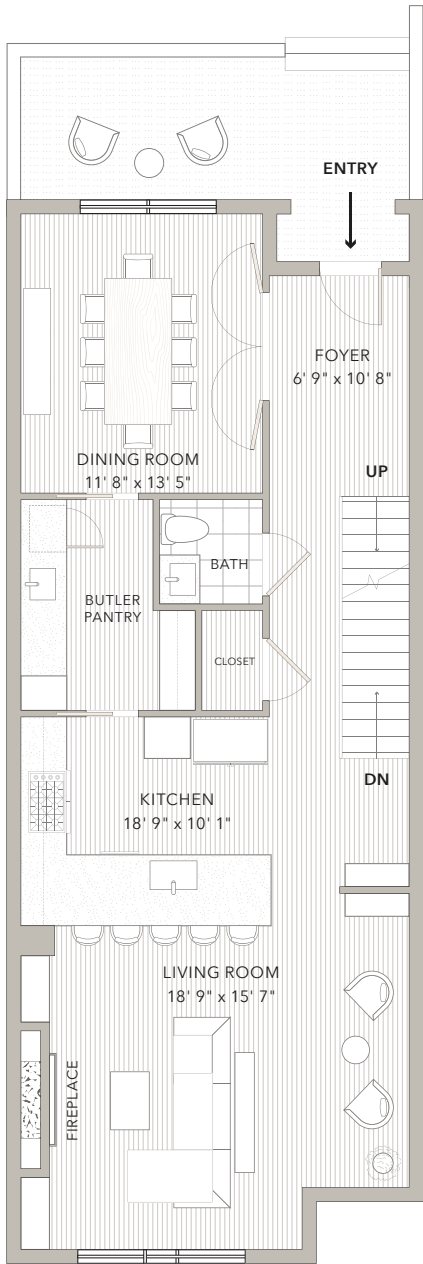 ENTRY
FOYER
6' 9" x 10' 8"
DINING ROOM
11' 8" x 13' 5"
UP
BATH
BUTLER
PANTRY
CLOSET
DN
KITCHEN
18' 9" x 10' 1"
LIVING ROOM
18' 9" x 15' 7"
FIREPLACE